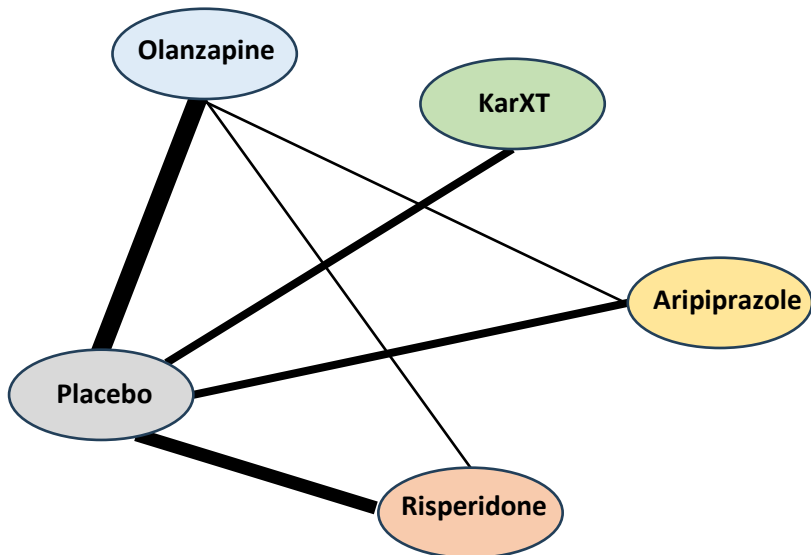 Olanzapine
KarXT
Aripiprazole
Placebo
Risperidone